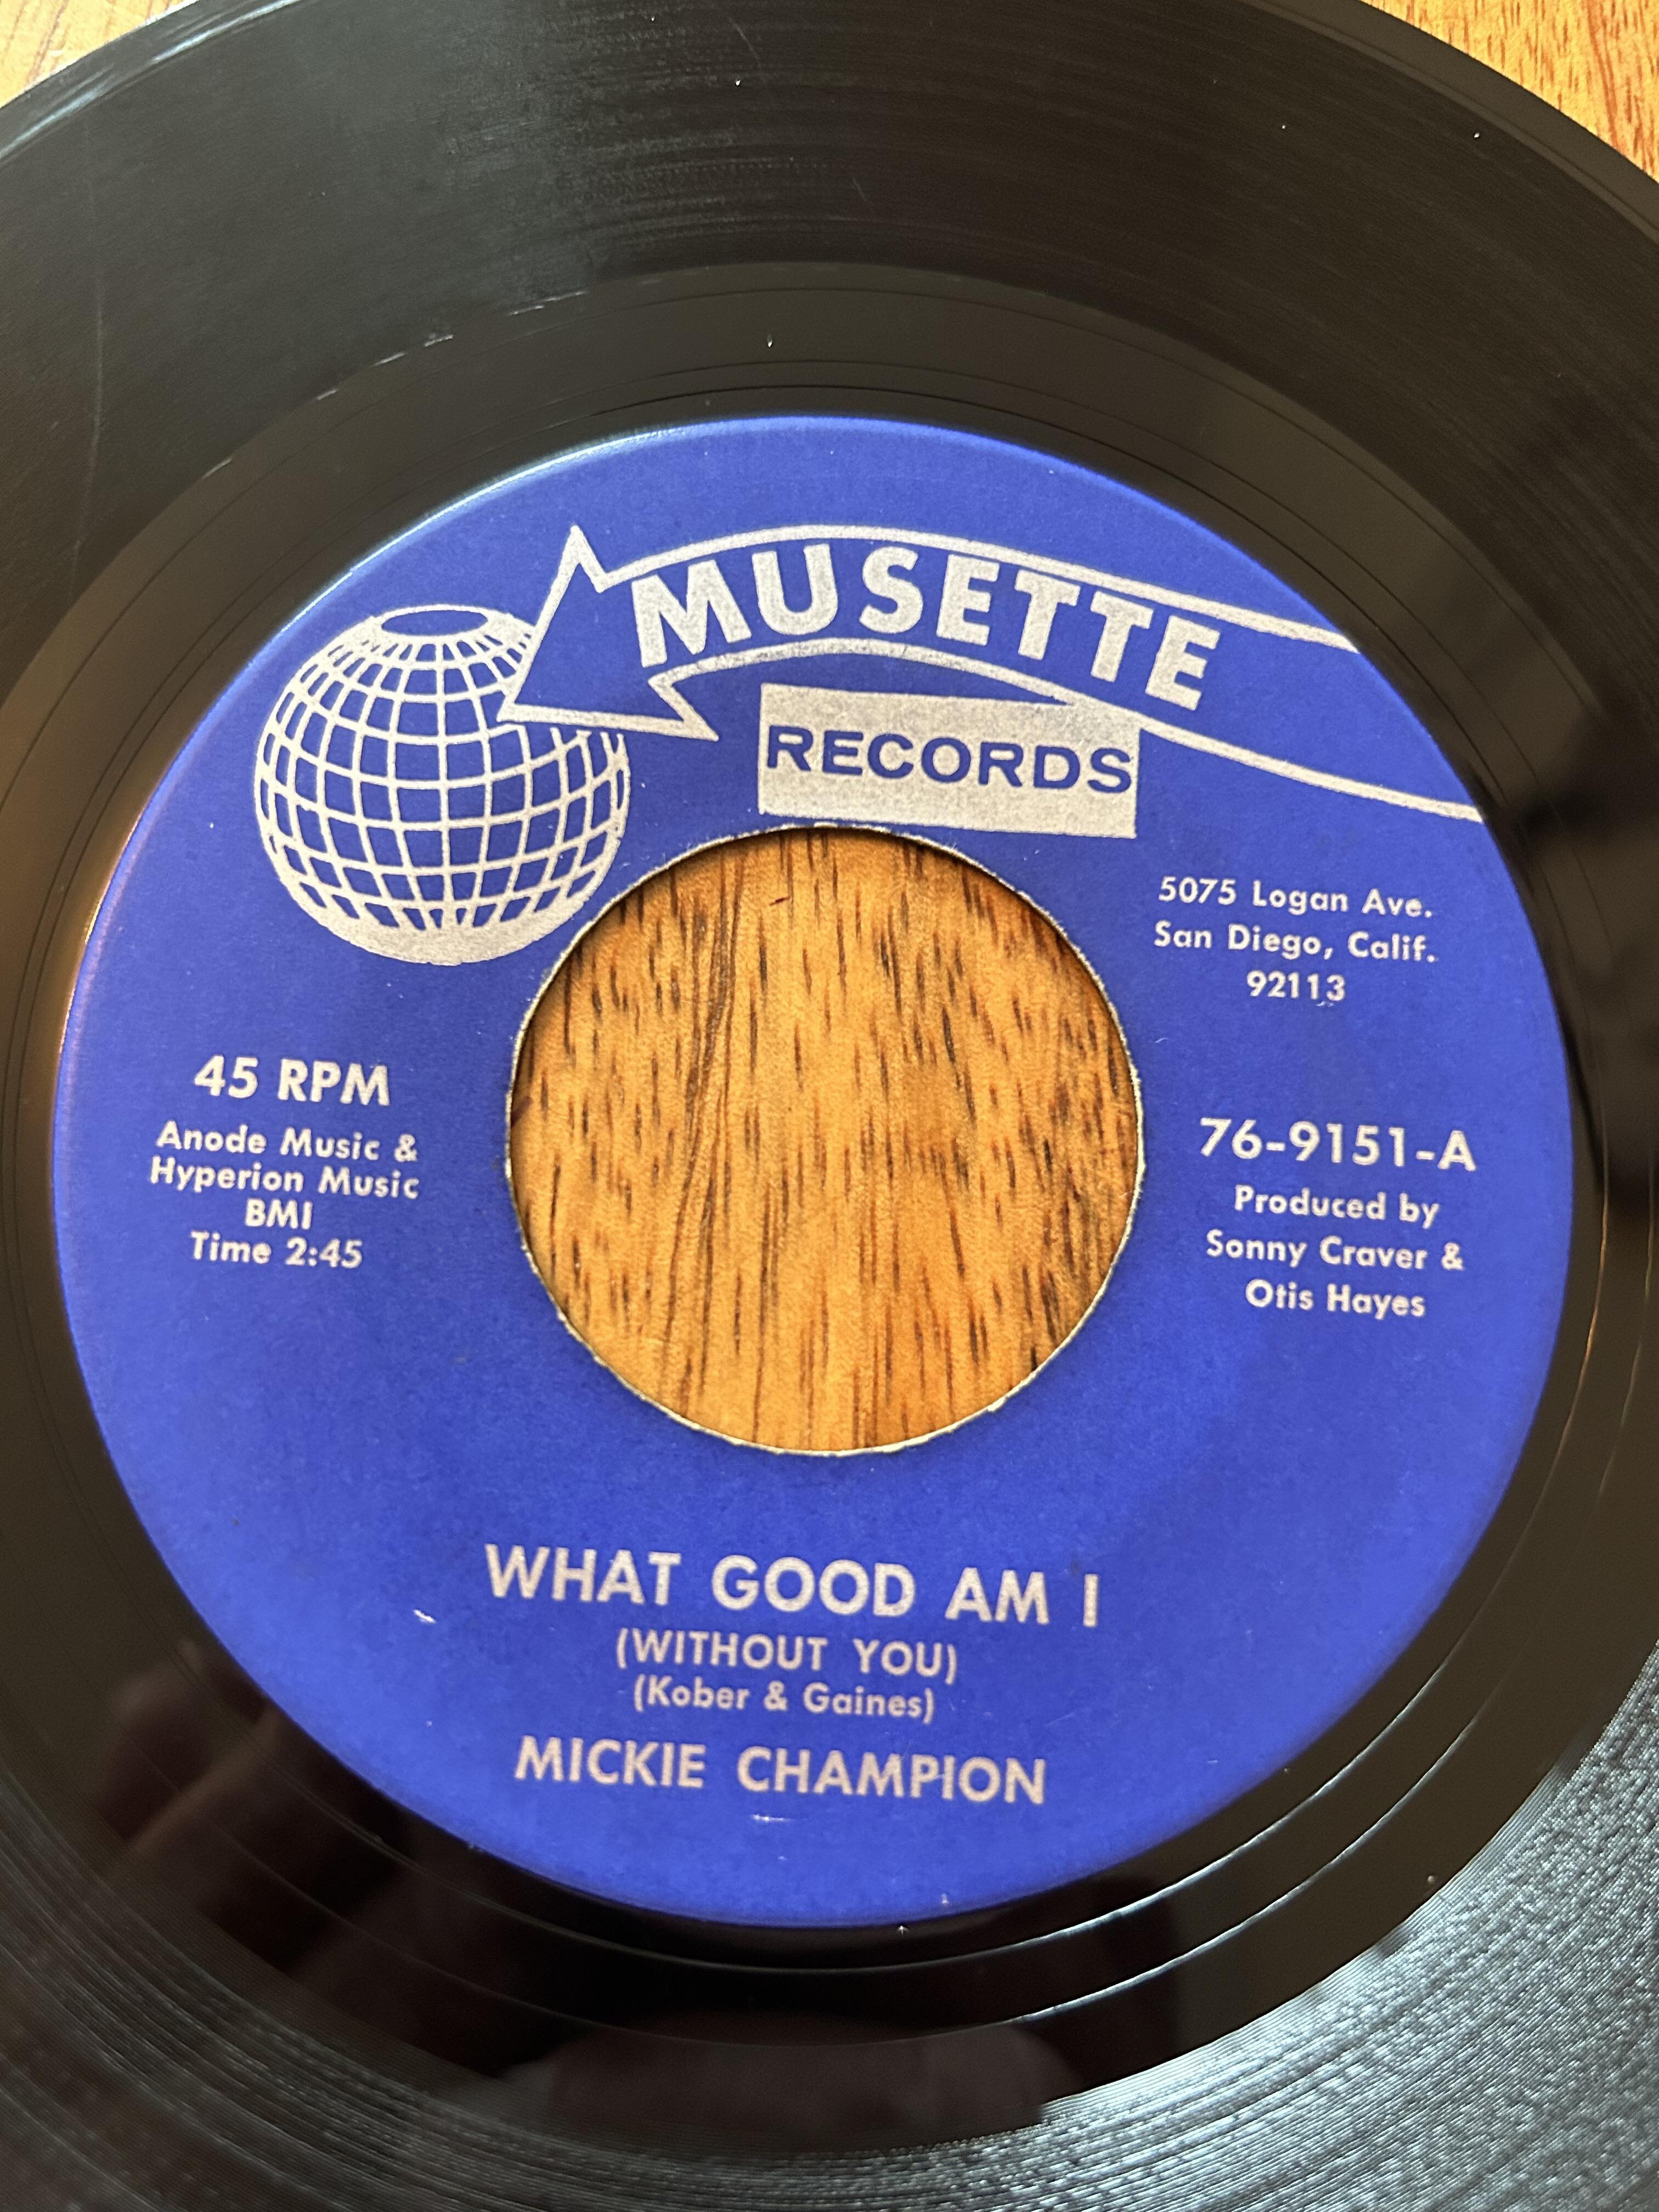 MUSETTE
RECORDS
5075 Logan Ave.
San Diego, Calif.
92113
45 RPM
Anode Music &
Hyperion Music
BMI
Time 2:45
76-9151-A
Produced by
Sonny Craver &
Otis Hayes
WHAT GOOD AM I
(WITHOUT YOU)
(Kober & Gaines)
MICKIE CHAMPION